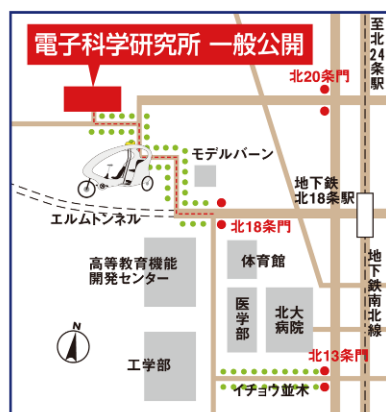 電子科学研究所 一般公開
至北24条駅
北20条門
モデルバーン
地下鉄
北18条駅
エルムトンネル
北18条門
高等教育機能
開発センター
体育館
地下鉄南北線
医学部
北大
病院
N
工学部
北13条門
イチョウ並木